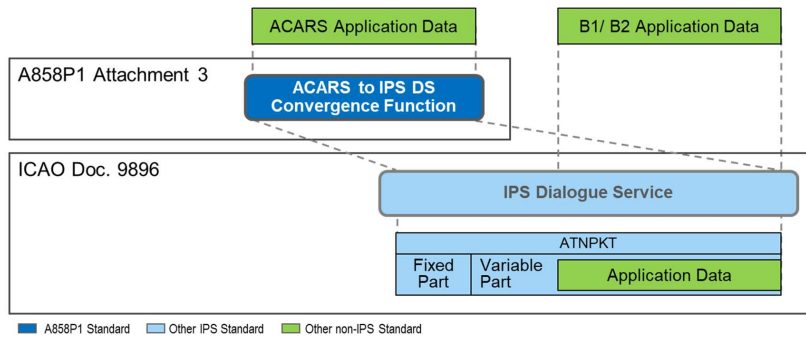 ACARS Application Data
B1/ B2 Application Data
A858P1 Attachment 3
ACARS to IPS DS
Convergence Function
ICAO Doc. 9896
IPS Dialogue Service
ATNPKT
Fixed
Part
Variable
Part
Application Data
A858P1 Standard
Other IPS Standard
Other non-IPS Standard